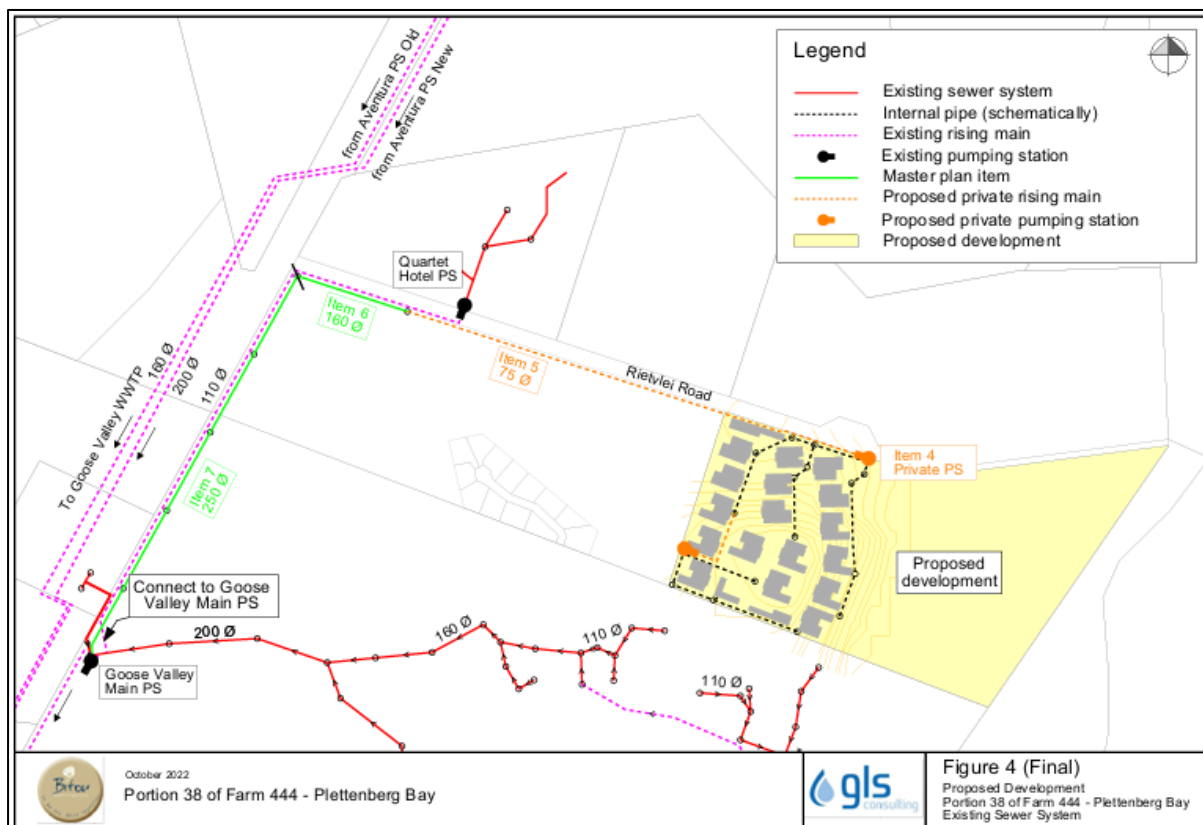 Legend
Existing sewer system
Internal pipe (schematically)
Existing rising main
Existing pumping station
Master plan item
Proposed private rising main
Proposed private pumping station
Proposed development
from Aventura PS Old
from Aventura PS New
Quartet
Hotel PS
Item 6
160 Ø
Item 5
75 Ø
Rietvlei Road
160 Ø
200 Ø
110 Ø
To Goose Valley WWTP
Item 7
250 Ø
Item 4
Private PS
Proposed
development
Connect to Goose
Valley Main PS
200 Ø
160 Ø
110 Ø
110 Ø
Goose Valley
Main PS
Bitou
October 2022
Portion 38 of Farm 444 - Plettenberg Bay
gls
consulting
Figure 4 (Final)
Proposed Development
Portion 38 of Farm 444 - Plettenberg Bay
Existing Sewer System